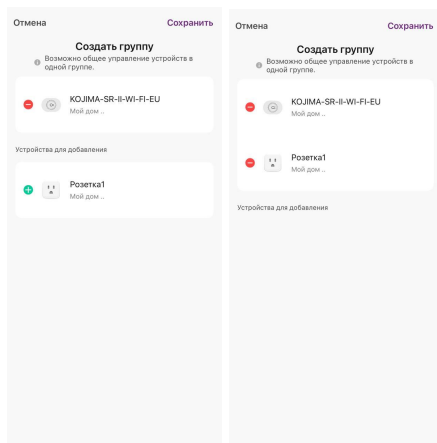 Отмена
Сохранить
Создать группу
Возможно общее управление устройств в
одной группе.
KOJIMA-SR-II-WI-FI-EU
Мой дом ..
Устройства для добавления
Розетка1
Мой дом ..
Отмена
Сохранить
Создать группу
Возможно общее управление устройств в
одной группе.
KOJIMA-SR-II-WI-FI-EU
Мой дом ..
Розетка1
Мой дом ..
Устройства для добавления